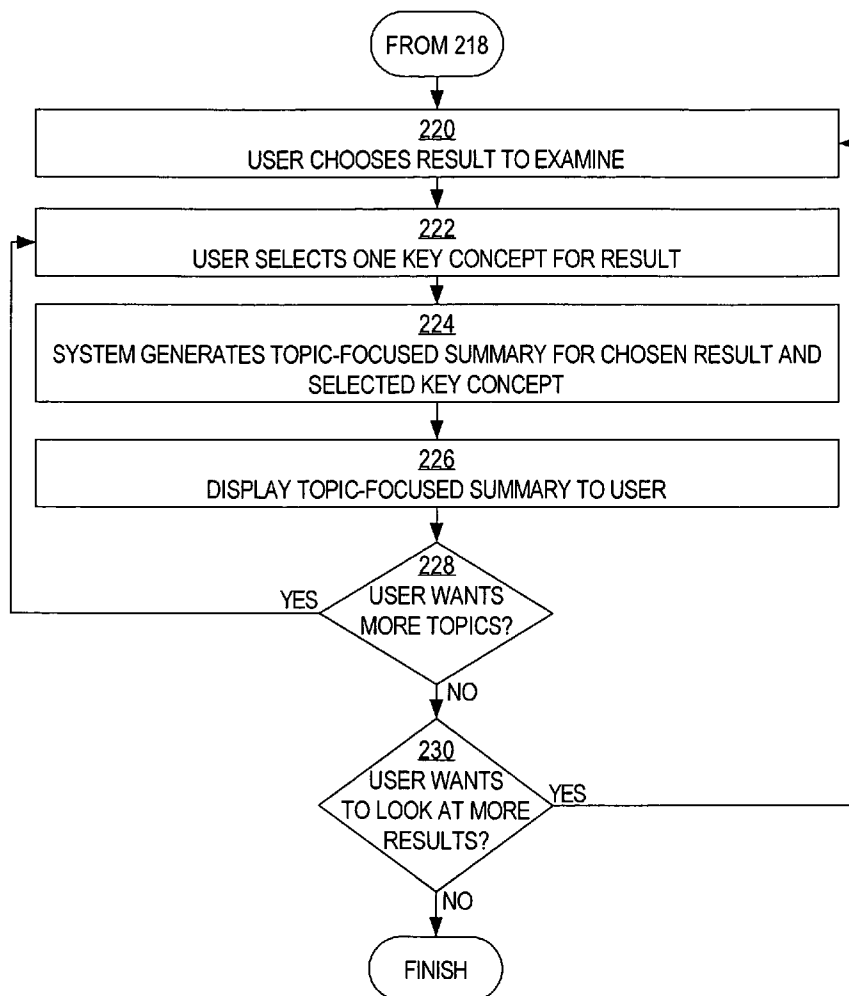 FROM 218
220
USER CHOOSES RESULT TO EXAMINE
222
USER SELECTS ONE KEY CONCEPT FOR RESULT
224
SYSTEM GENERATES TOPIC-FOCUSED SUMMARY FOR CHOSEN RESULT AND
SELECTED KEY CONCEPT
226
DISPLAY TOPIC-FOCUSED SUMMARY TO USER
228
YES
USER WANTS
MORE TOPICS?
NO
230
USER WANTS
YES
TO LOOK AT MORE
RESULTS?
NO
FINISH